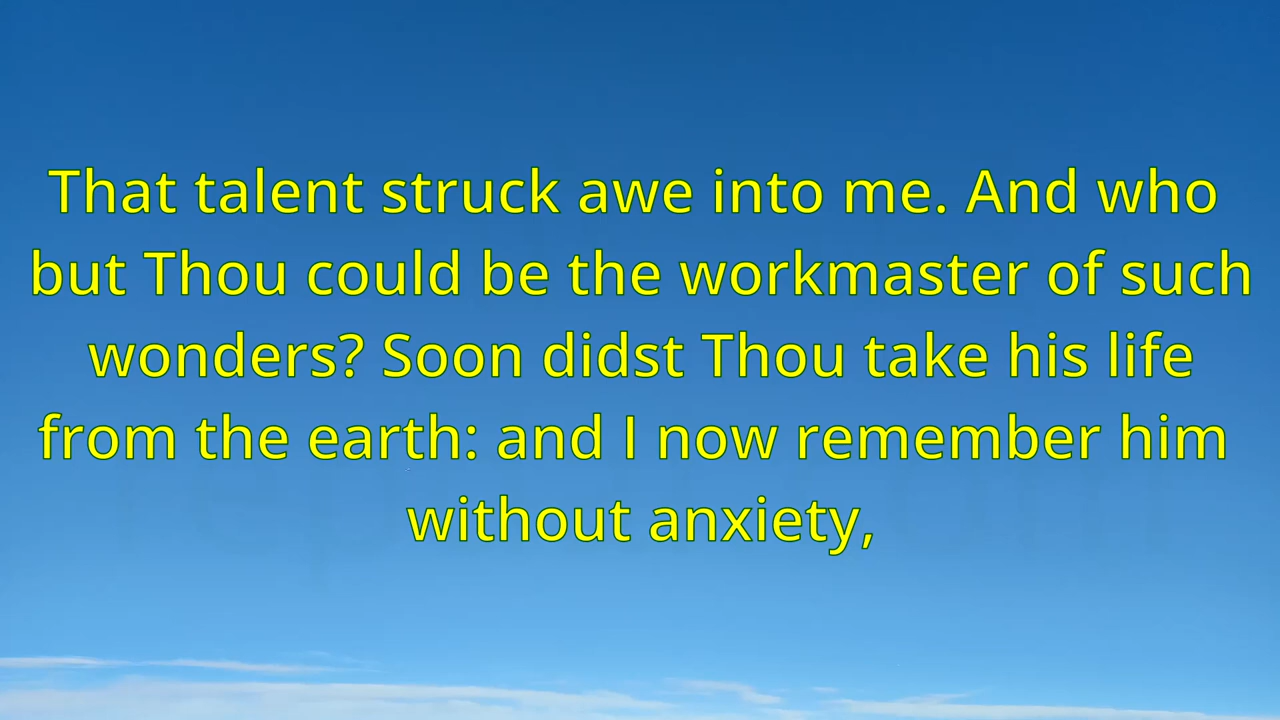 That talent struck awe into me. And who
but Thou could be the workmaster of such
wonders? Soon didst Thou take his life
from the earth: and I now remember him
without anxiety,